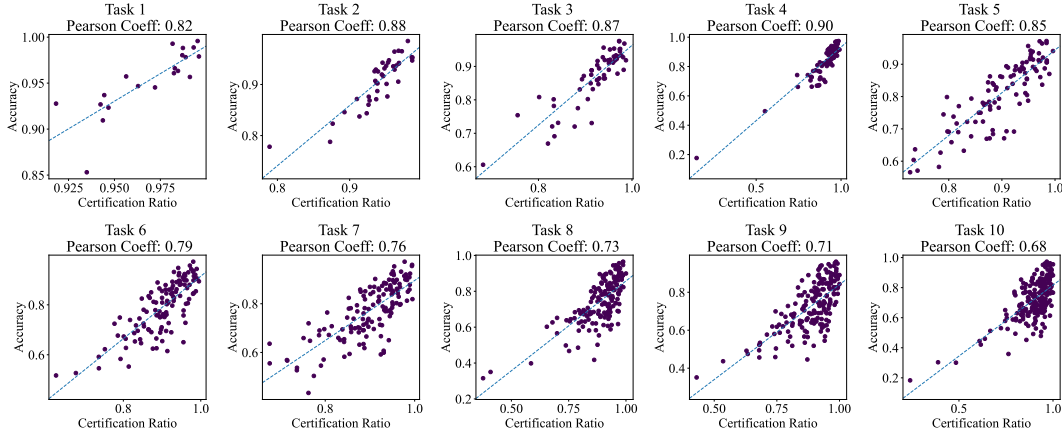 Task 1
Pearson Coeff: 0.82
Accuracy
1.00
0.95
0.90
0.85
0.925
0.950
0.975
Certification Ratio
Task 2
Pearson Coeff: 0.88
Accuracy
0.9
0.8
0.8
0.9
Certification Ratio
Task 3
Pearson Coeff: 0.87
Accuracy
0.9
0.8
0.7
0.6
0.8
1.0
Certification Ratio
Task 4
Pearson Coeff: 0.90
Accuracy
1.0
0.8
0.6
0.4
0.2
0.5
1.0
Certification Ratio
Task 5
Pearson Coeff: 0.85
Accuracy
0.9
0.8
0.7
0.6
0.8
0.9
1.0
Certification Ratio
Task 6
Pearson Coeff: 0.79
Accuracy
0.8
0.6
0.8
1.0
Certification Ratio
Task 7
Pearson Coeff: 0.76
Accuracy
0.8
0.6
0.8
1.0
Certification Ratio
Task 8
Pearson Coeff: 0.73
Accuracy
1.0
0.8
0.6
0.4
0.2
0.50
0.75
1.00
Certification Ratio
Task 9
Pearson Coeff: 0.71
Accuracy
0.8
0.6
0.4
0.50
0.75
1.00
Certification Ratio
Task 10
Pearson Coeff: 0.68
Accuracy
1.0
0.8
0.6
0.4
0.2
0.5
1.0
Certification Ratio